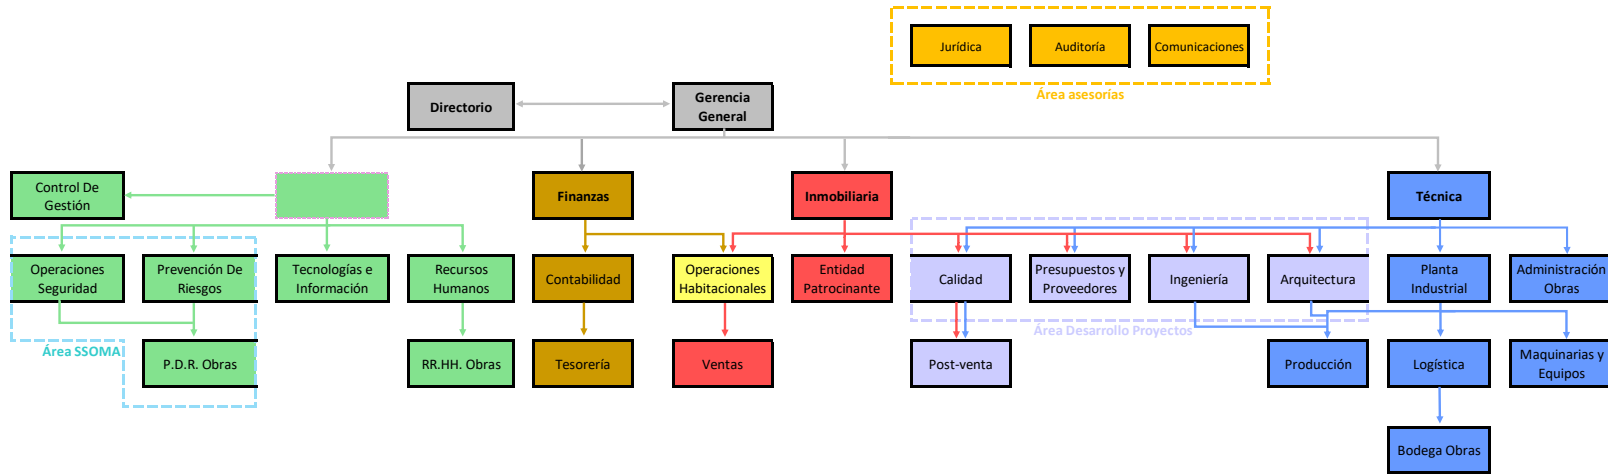 Jurídica
Auditoría
Comunicaciones
Área asesorías
Directorio
Gerencia
General
Control De
Gestión
Finanzas
Inmobiliaria
Técnica
Operaciones
Seguridad
Prevención De
Riesgos
Tecnologías e
Información
Recursos
Humanos
Contabilidad
Operaciones
Habitacionales
Entidad
Patrocinante
Calidad
Presupuestos y
Proveedores
Ingeniería
Arquitectura
Planta
Industrial
Administración
Obras
Área Desarrollo Proyectos
Área SSOMA
P.D.R. Obras
RR.HH. Obras
Tesorería
Ventas
Post-venta
Producción
Logística
Maquinarias y
Equipos
Bodega Obras